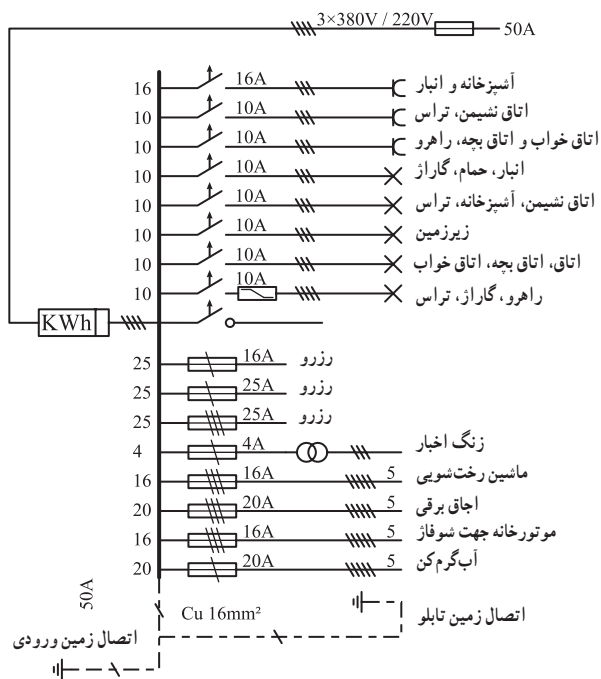 3×380V / 220V 50A
16 16A آشپزخانه و انبار
10 10A اتاق نشیمن، تراس
10 10A اتاق خواب و اتاق بچه، راهرو
10 10A انبار، حمام، گاراژ
10 10A اتاق نشیمن، آشپزخانه، تراس
10 10A زیرزمین
10 10A اتاق، اتاق بچه، اتاق خواب
10 10A راهرو، گاراژ، تراس
KWh
25 16A رزرو
25 25A رزرو
25 25A رزرو
4 4A زنگ اخبار
16 16A 5 ماشین رخت‌شویی
20 20A 5 اجاق برقی
16 16A 5 موتورخانه جهت شوفاژ
20 20A 5 آب‌گرم‌کن
50A
Cu 16mm² اتصال زمین تابلو
اتصال زمین ورودی